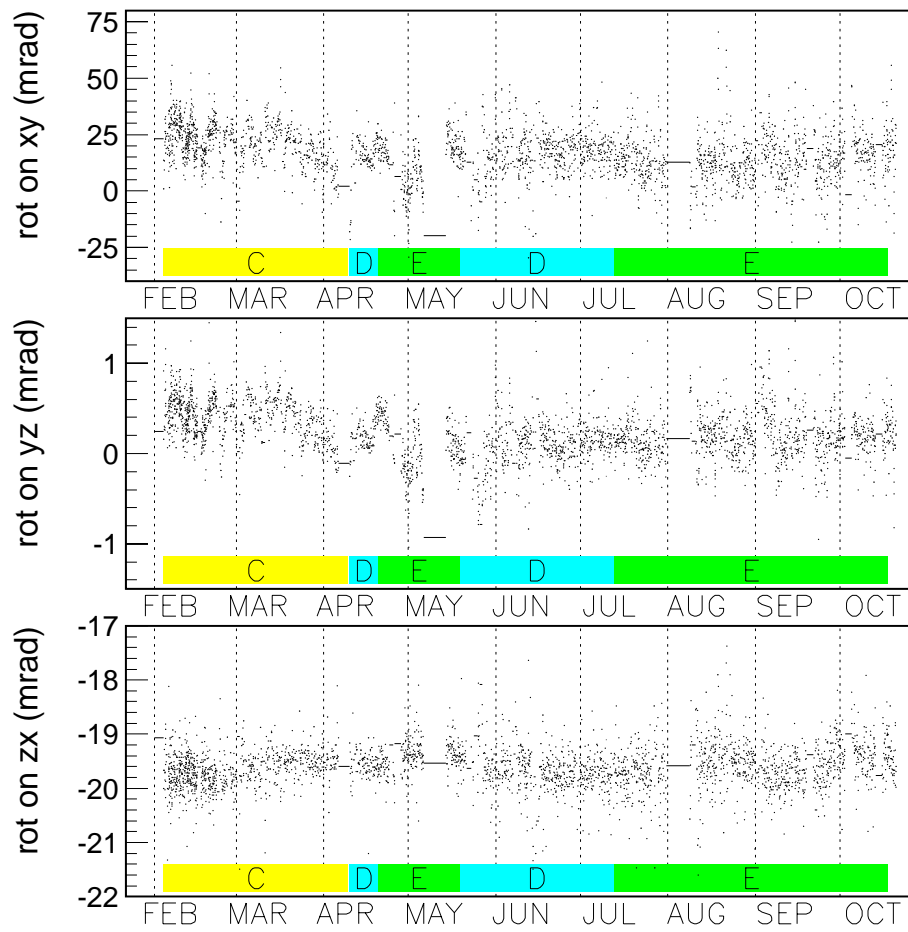 rot on xy (mrad)
75
50
25
0
-25
C D E D E
FEB MAR APR MAY JUN JUL AUG SEP OCT
rot on yz (mrad)
1
0
-1
C D E D E
FEB MAR APR MAY JUN JUL AUG SEP OCT
rot on zx (mrad)
-17
-18
-19
-20
-21
-22
C D E D E
FEB MAR APR MAY JUN JUL AUG SEP OCT